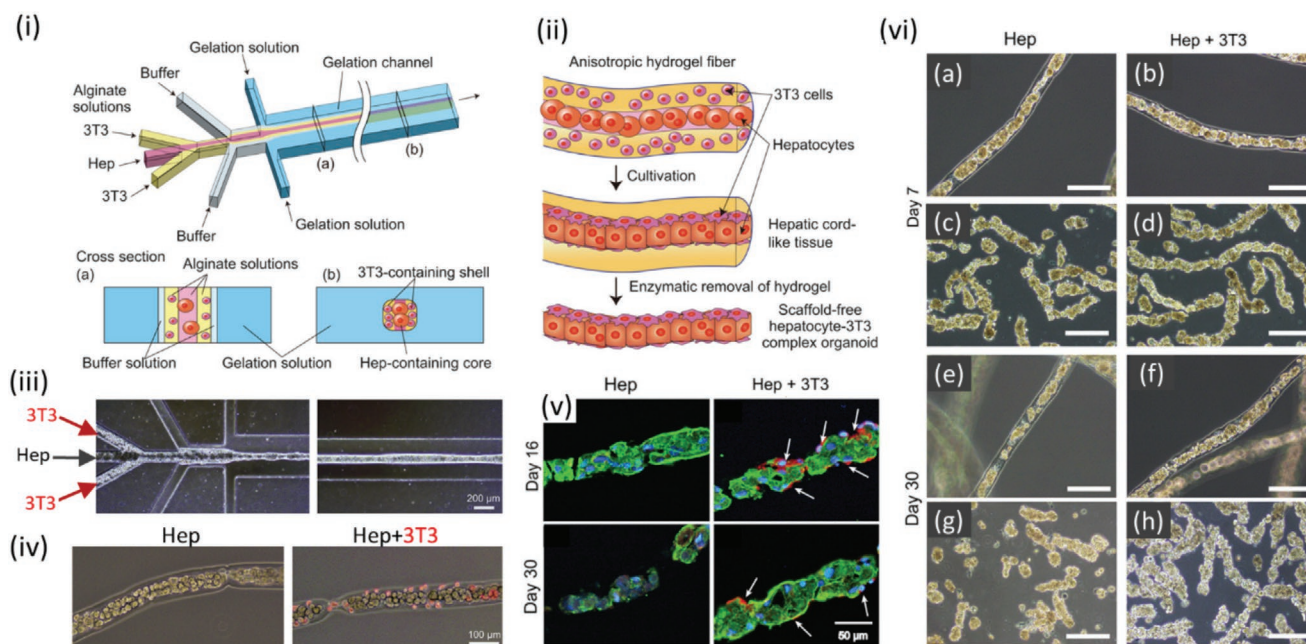 (i)
Gelation solution
Gelation channel
Buffer
Alginate
solutions
3T3
Hep
3T3
(a)
(b)
Buffer
Gelation solution
Cross section
(a)
Alginate solutions
(b)
3T3-containing shell
Buffer solution
Gelation solution
Hep-containing core
(ii)
Anisotropic hydrogel fiber
3T3 cells
Hepatocytes
Cultivation
Hepatic cord-
like tissue
Enzymatic removal of hydrogel
Scaffold-free
hepatocyte-3T3
complex organoid
(iii)
3T3
Hep
3T3
200 μm
(iv)
Hep
Hep+3T3
100 μm
(v)
Hep
Hep + 3T3
Day 16
Day 30
50 μm
(vi)
Hep
Hep + 3T3
Day 7
(a)
(b)
(c)
(d)
Day 30
(e)
(f)
(g)
(h)